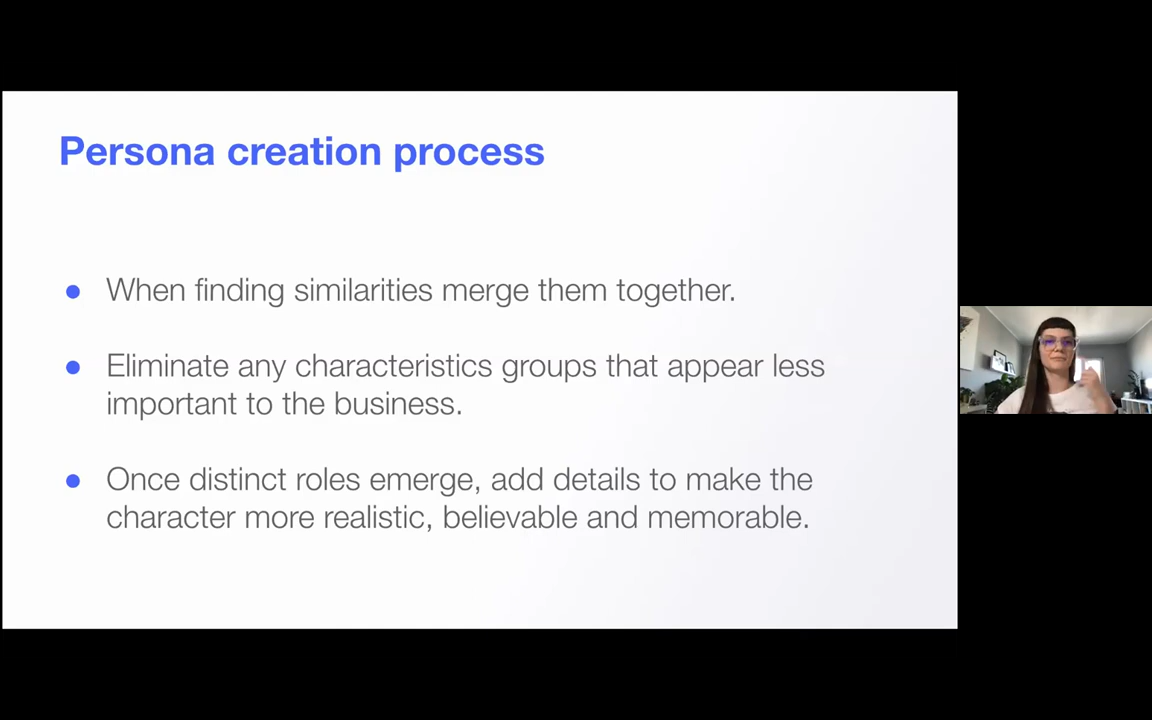 Persona creation process
● When finding similarities merge them together.
● Eliminate any characteristics groups that appear less
important to the business.
● Once distinct roles emerge, add details to make the
character more realistic, believable and memorable.